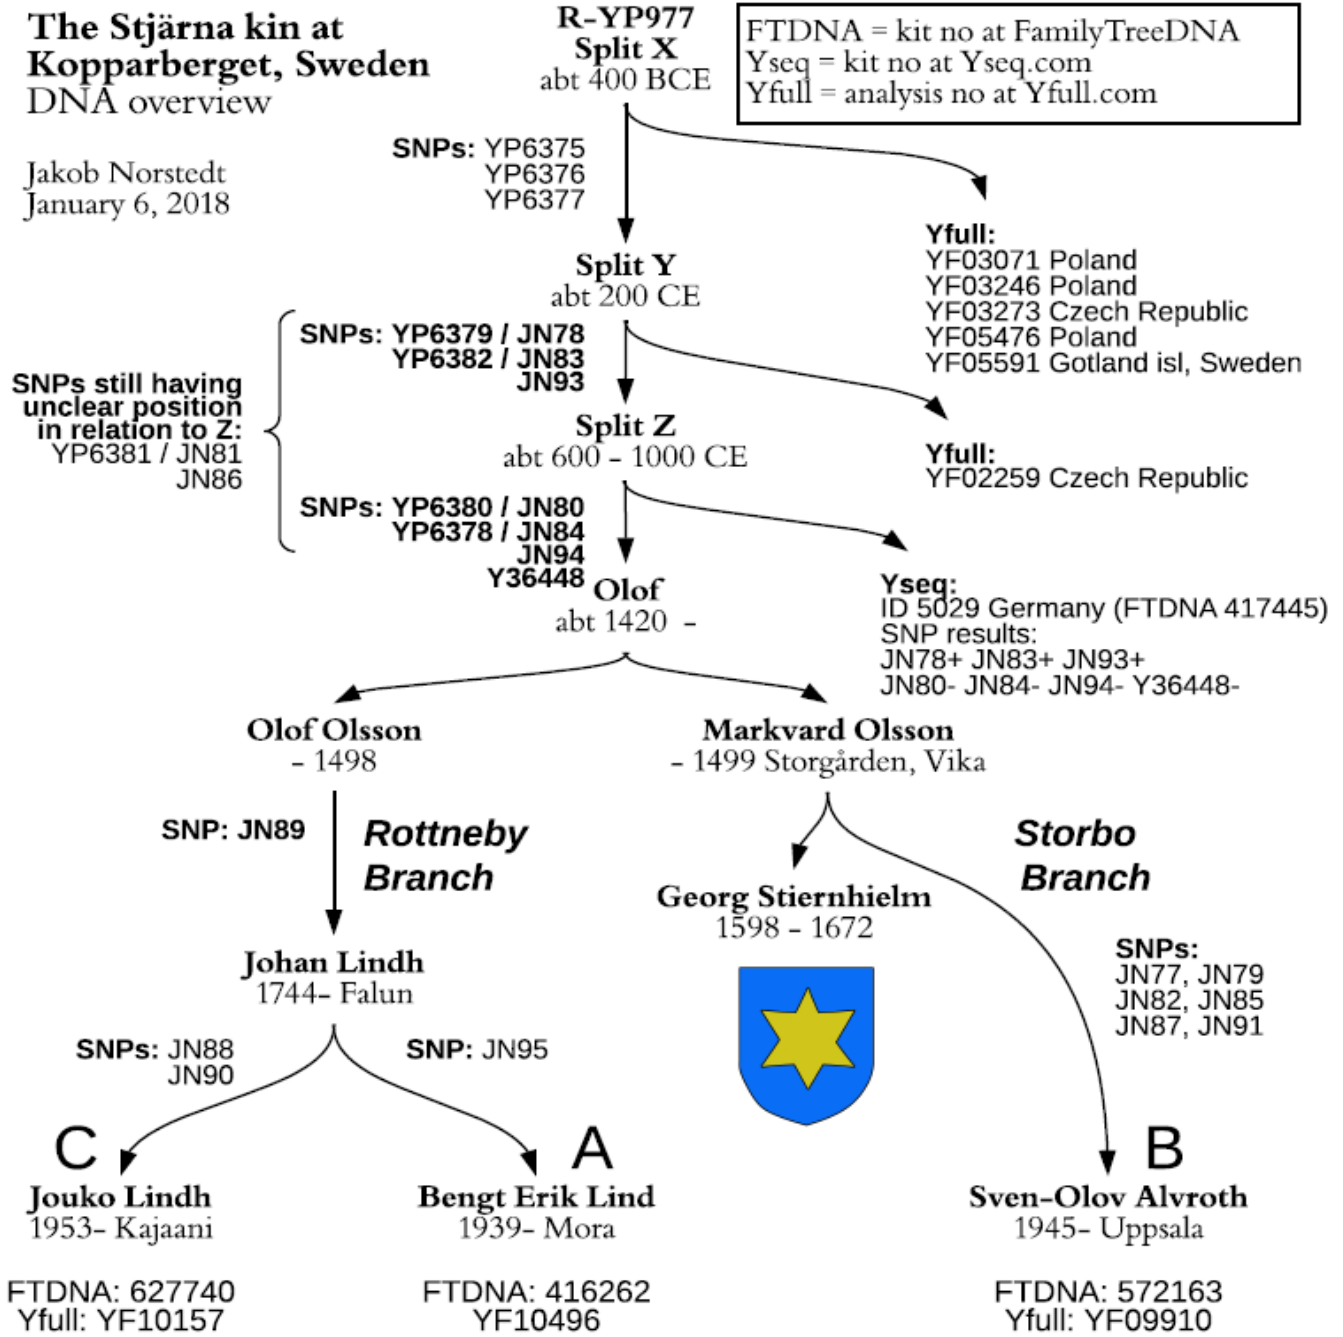 The Stjärna kin at
Kopparberget, Sweden
DNA overview
Jakob Norstedt
January 6, 2018
R-YP977
Split X
abt 400 BCE
FTDNA = kit no at FamilyTreeDNA
Yseq = kit no at Yseq.com
Yfull = analysis no at Yfull.com
SNPs: YP6375
YP6376
YP6377
Yfull:
YF03071 Poland
YF03246 Poland
YF03273 Czech Republic
YF05476 Poland
YF05591 Gotland isl, Sweden
Split Y
abt 200 CE
SNPs: YP6379 / JN78
YP6382 / JN83
JN93
SNPs still having
unclear position
in relation to Z:
YP6381 / JN81
JN86
Split Z
abt 600 – 1000 CE
Yfull:
YF02259 Czech Republic
SNPs: YP6380 / JN80
YP6378 / JN84
JN94
Y36448
Olof
abt 1420 –
Yseq:
ID 5029 Germany (FTDNA 417445)
SNP results:
JN78+ JN83+ JN93+
JN80- JN84- JN94- Y36448-
Olof Olsson
– 1498
Markvard Olsson
– 1499 Storgården, Vika
SNP: JN89
Rottneby
Branch
Storbo
Branch
Georg Stiernhielm
1598 – 1672
SNPs:
JN77, JN79
JN82, JN85
JN87, JN91
Johan Lindh
1744– Falun
SNPs: JN88
JN90
SNP: JN95
C
Jouko Lindh
1953– Kajaani
FTDNA: 627740
Yfull: YF10157
A
Bengt Erik Lind
1939– Mora
FTDNA: 416262
YF10496
B
Sven-Olov Alvroth
1945– Uppsala
FTDNA: 572163
Yfull: YF09910